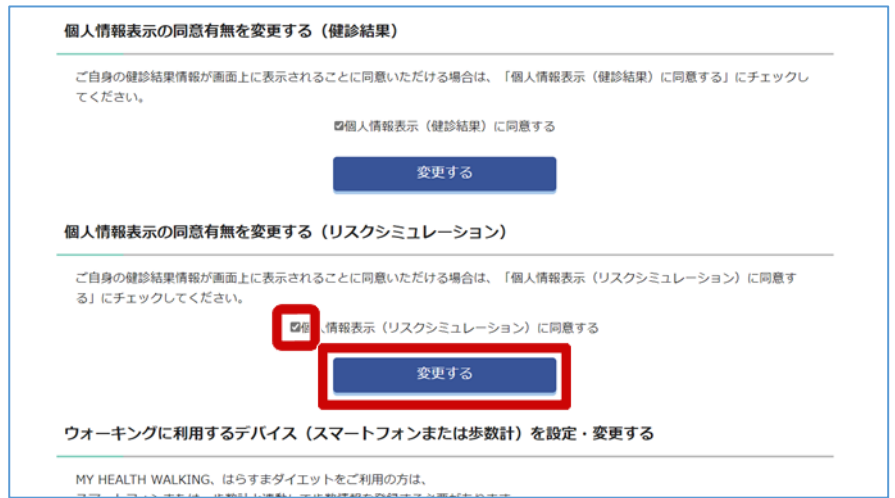 個人情報表示の同意有無を変更する（健診結果）
ご自身の健診結果情報が画面上に表示されることに同意いただける場合は、「個人情報表示（健診結果）に同意する」にチェックし
てください。
個人情報表示（健診結果）に同意する
変更する
個人情報表示の同意有無を変更する（リスクシミュレーション）
ご自身の健診結果情報が画面上に表示されることに同意いただける場合は、「個人情報表示（リスクシミュレーション）に同意す
る」にチェックしてください。
個人情報表示（リスクシミュレーション）に同意する
変更する
ウォーキングに利用するデバイス（スマートフォンまたは歩数計）を設定・変更する
MY HEALTH WALKING、はらすまダイエットをご利用の方は、